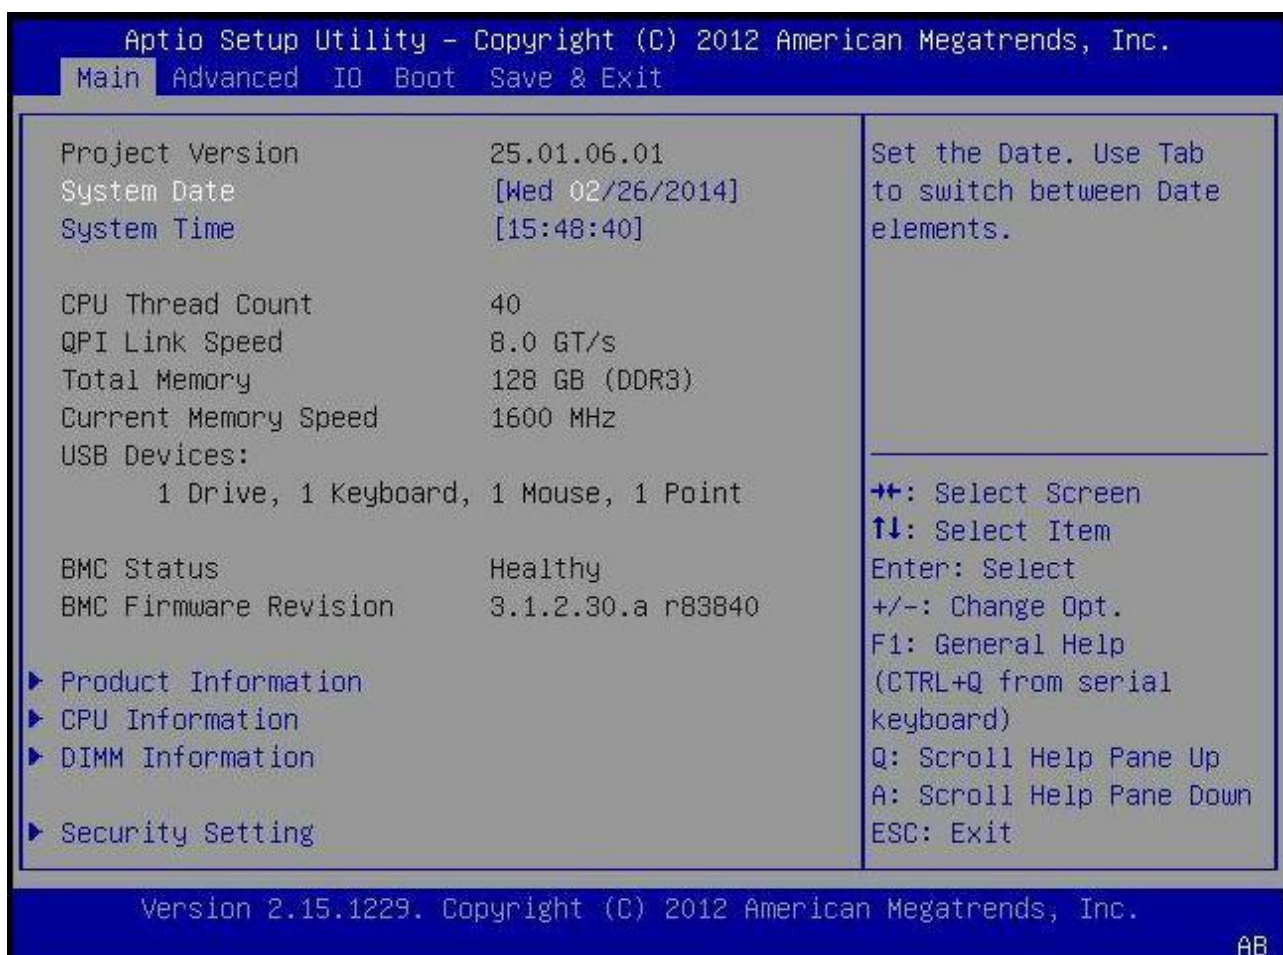 Aptio Setup Utility – Copyright (C) 2012 American Megatrends, Inc.
Main Advanced IO Boot Save & Exit
Project Version 25.01.06.01
System Date [Wed 02/26/2014]
System Time [15:48:40]
CPU Thread Count 40
QPI Link Speed 8.0 GT/s
Total Memory 128 GB (DDR3)
Current Memory Speed 1600 MHz
USB Devices:
1 Drive, 1 Keyboard, 1 Mouse, 1 Point
BMC Status Healthy
BMC Firmware Revision 3.1.2.30.a r83840
Product Information
CPU Information
DIMM Information
Security Setting
Set the Date. Use Tab
to switch between Date
elements.
→←: Select Screen
↑↓: Select Item
Enter: Select
+/-: Change Opt.
F1: General Help
(CTRL+Q from serial
keyboard)
Q: Scroll Help Pane Up
A: Scroll Help Pane Down
ESC: Exit
Version 2.15.1229. Copyright (C) 2012 American Megatrends, Inc.
AB